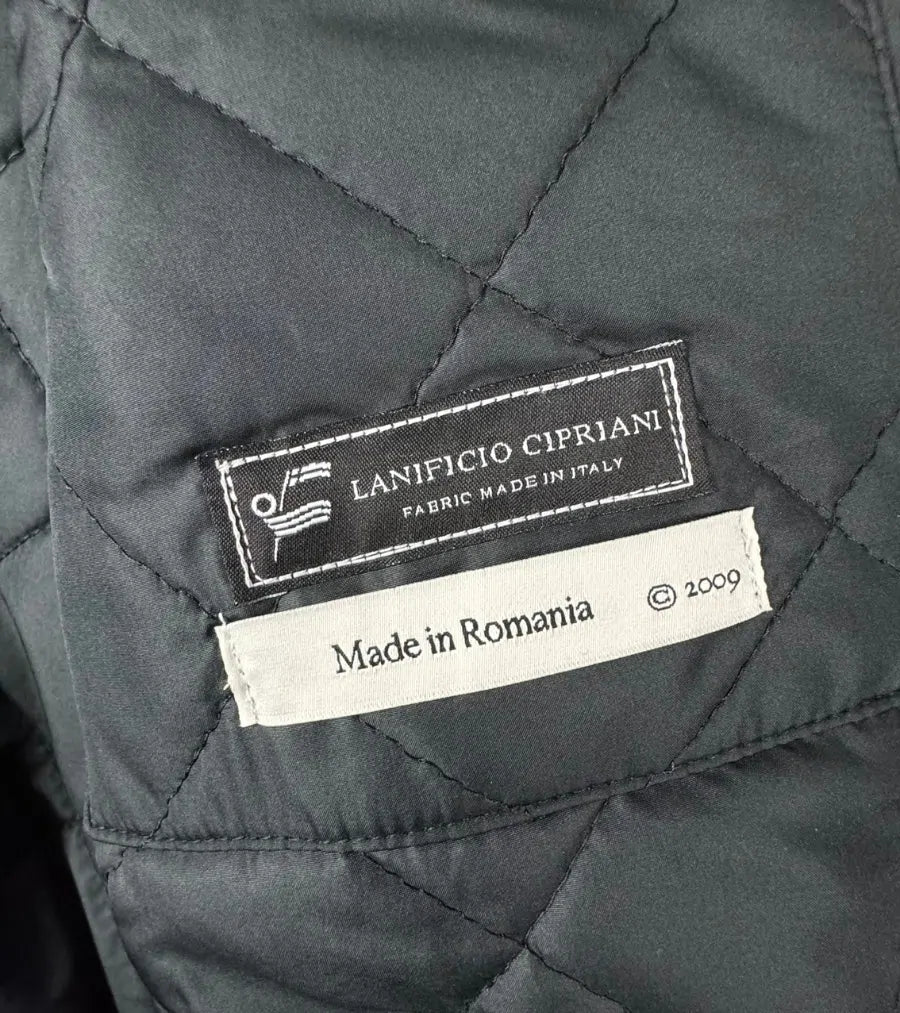 LANIFICIO CIPRIANI
FABRIC MADE IN ITALY
Made in Romania © 2009